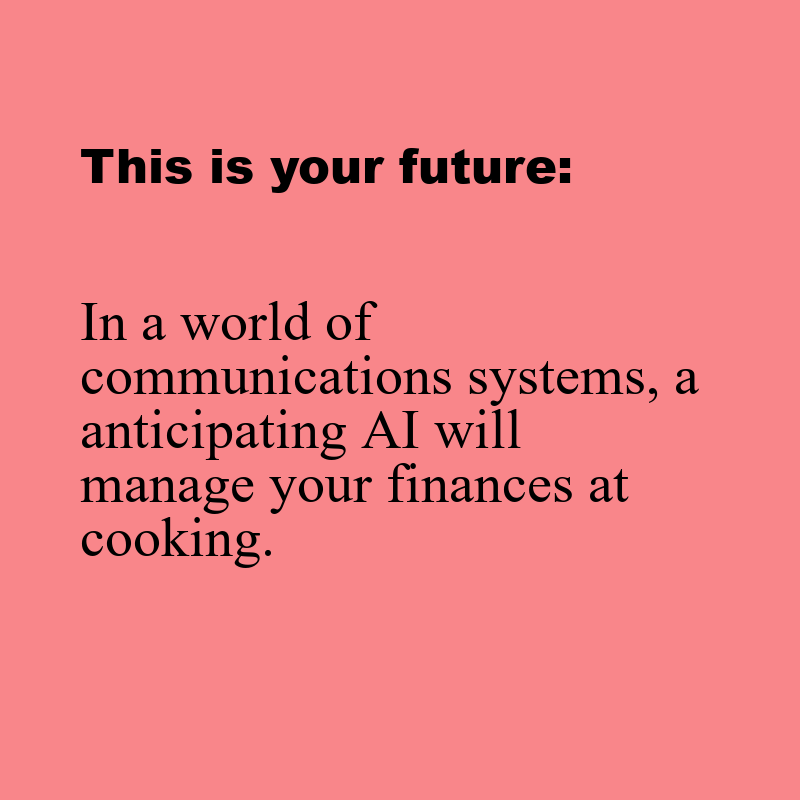 This is your future:
In a world of
communications systems, a
anticipating AI will
manage your finances at
cooking.